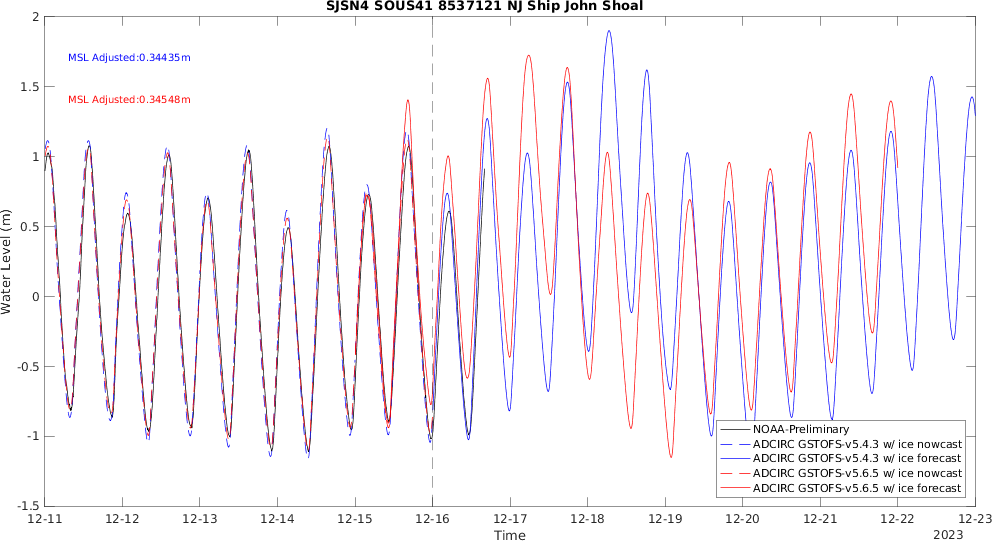 SJSN4 SOUS41 8537121 NJ Ship John Shoal
2
1.5
1
0.5
0
-0.5
-1
-1.5
Water Level (m)
MSL Adjusted:0.34435m
MSL Adjusted:0.34548m
NOAA-Preliminary
ADCIRC GSTOFS-v5.4.3 w/ ice nowcast
ADCIRC GSTOFS-v5.4.3 w/ ice forecast
ADCIRC GSTOFS-v5.6.5 w/ ice nowcast
ADCIRC GSTOFS-v5.6.5 w/ ice forecast
12-11 12-12 12-13 12-14 12-15 12-16 12-17 12-18 12-19 12-20 12-21 12-22 12-23
Time
2023